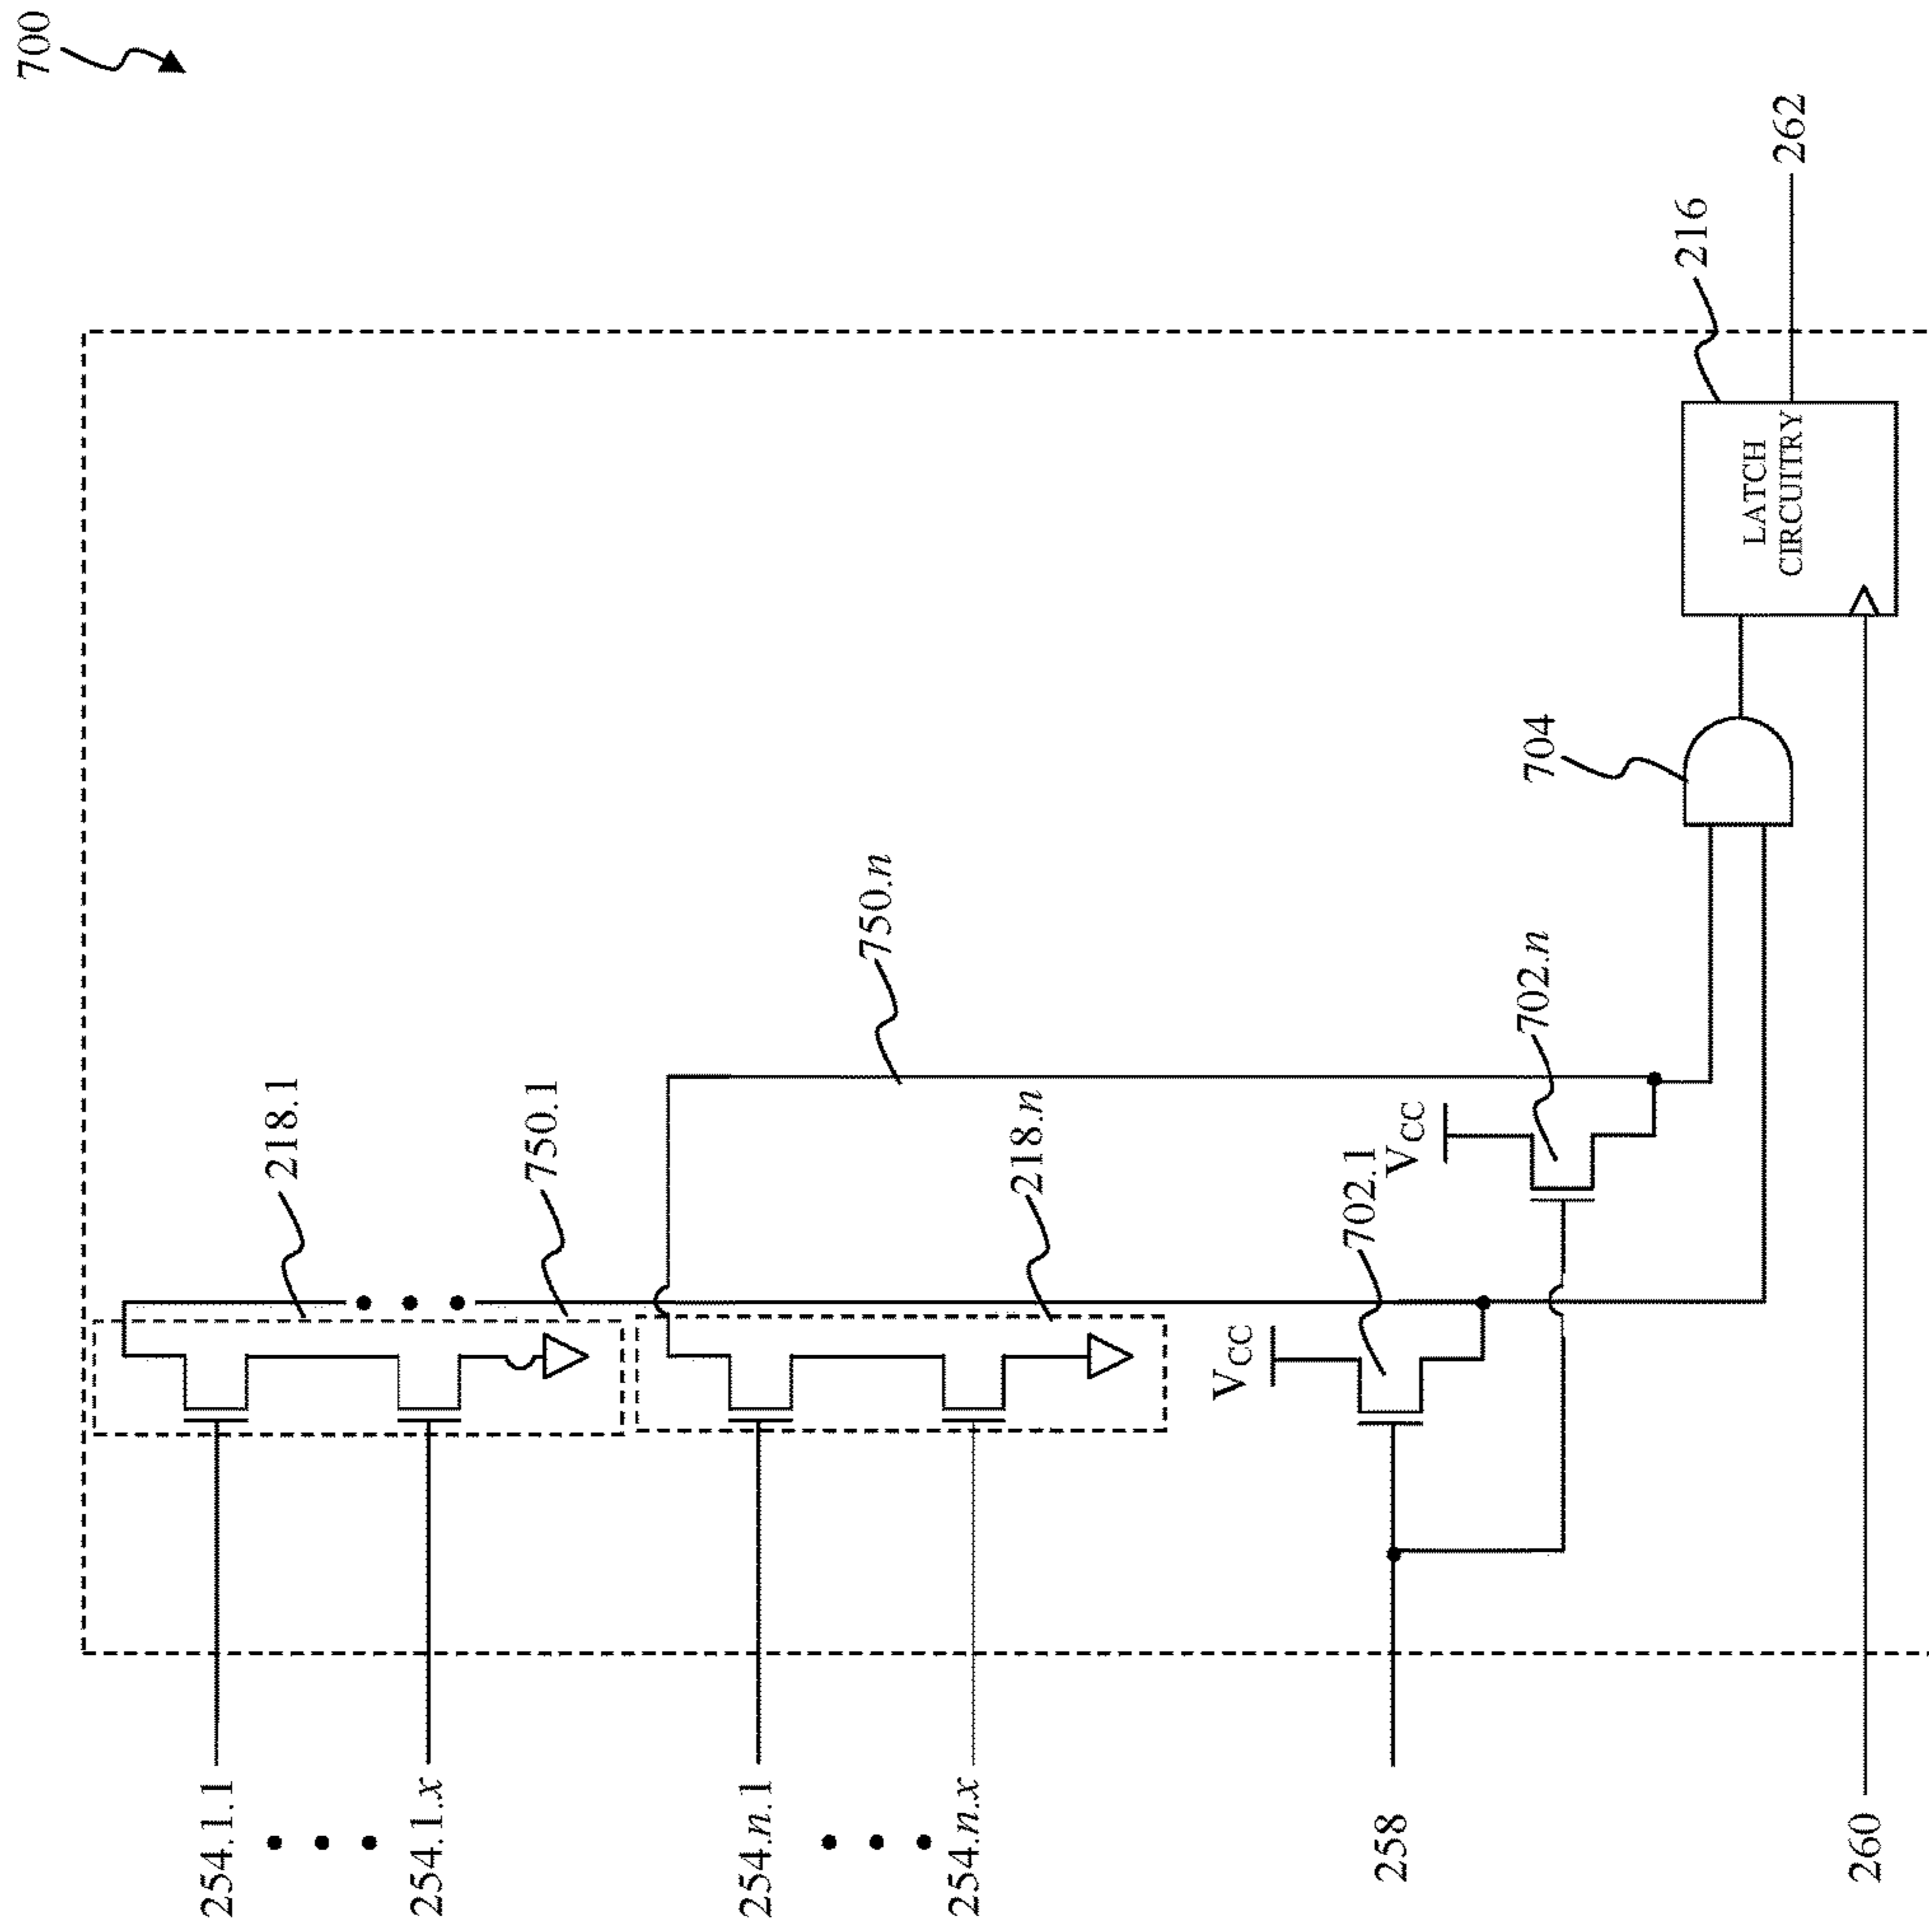 700
254.1.1
254.1.x
254.n.1
254.n.x
258
260
218.1
750.1
218.n
750.n
VCC
702.1
VCC
702.n
704
LATCH
CIRCUITRY
216
262